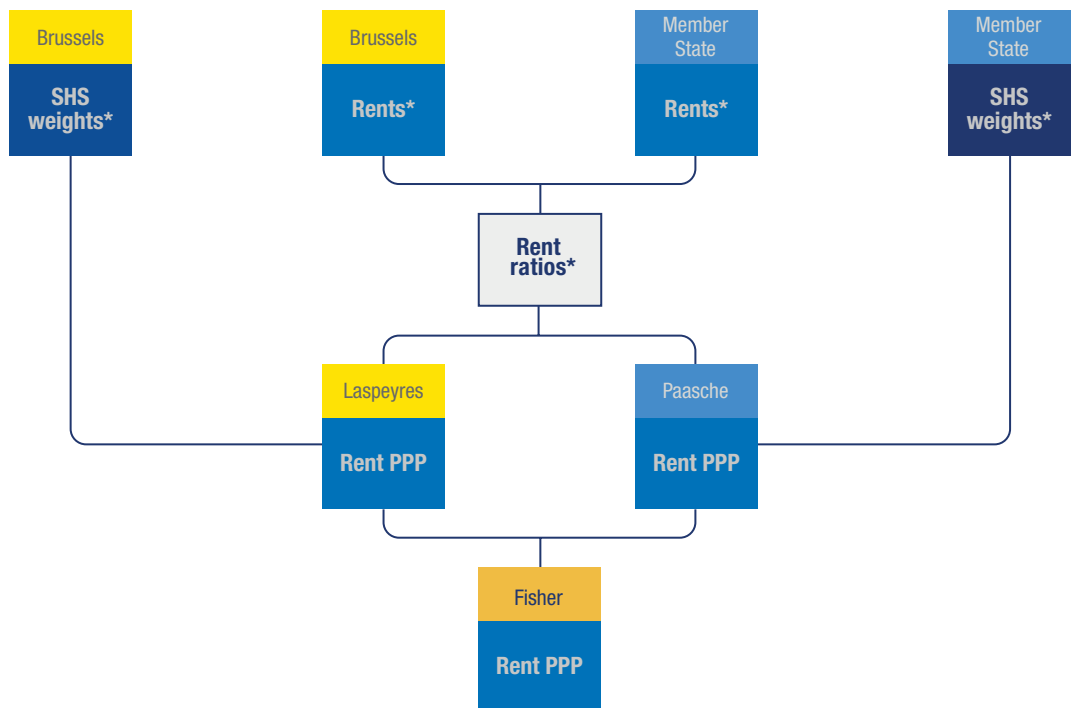 Brussels
SHS
weights*
Brussels
Rents*
Member
State
Rents*
Member
State
SHS
weights*
Rent
ratios*
Laspeyres
Rent PPP
Paasche
Rent PPP
Fisher
Rent PPP